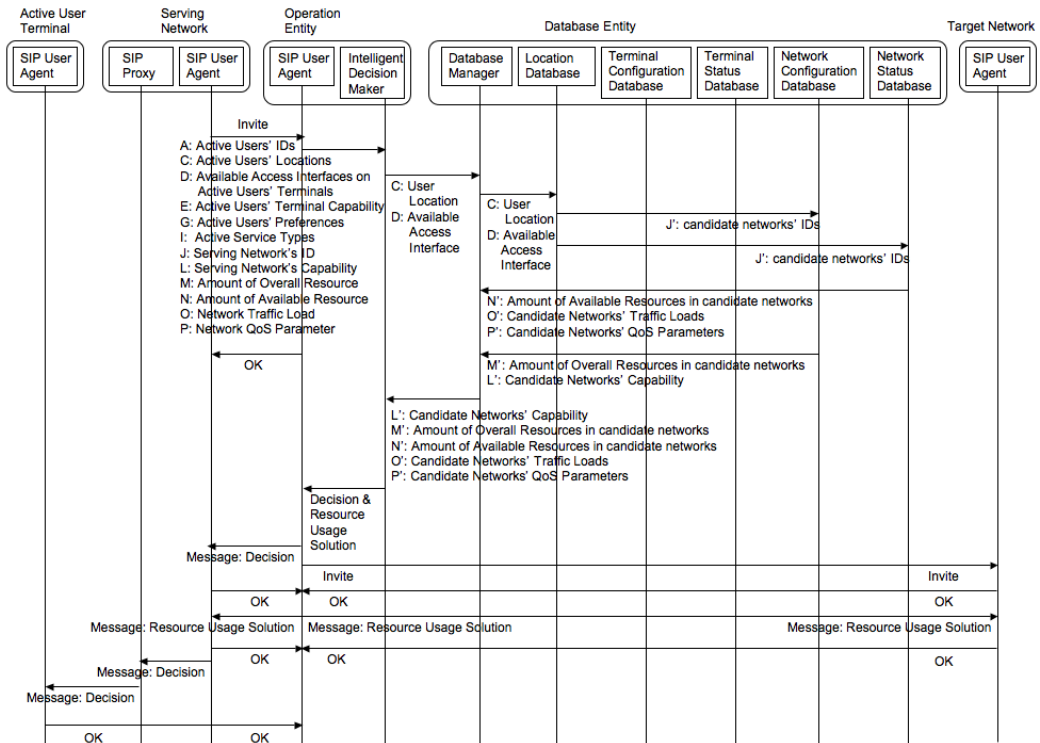 Active User
Terminal
Serving
Network
Operation
Entity
Database Entity
Target Network
SIP User
Agent
SIP
Proxy
SIP User
Agent
SIP User
Agent
Intelligent
Decision
Maker
Database
Manager
Location
Database
Terminal
Configuration
Database
Terminal
Status
Database
Network
Configuration
Database
Network
Status
Database
SIP User
Agent
Invite
A: Active Users' IDs
C: Active Users' Locations
D: Available Access Interfaces on
Active Users' Terminals
E: Active Users' Terminal Capability
G: Active Users' Preferences
I: Active Service Types
J: Serving Network's ID
L: Serving Network's Capability
M: Amount of Overall Resource
N: Amount of Available Resource
O: Network Traffic Load
P: Network QoS Parameter
C: User
Location
D: Available
Access
Interface
C: User
Location
D: Available
Access
Interface
J': candidate networks' IDs
J': candidate networks' IDs
N': Amount of Available Resources in candidate networks
O': Candidate Networks' Traffic Loads
P': Candidate Networks' QoS Parameters
OK
M': Amount of Overall Resources in candidate networks
L': Candidate Networks' Capability
L': Candidate Networks' Capability
M': Amount of Overall Resources in candidate networks
N': Amount of Available Resources in candidate networks
O': Candidate Networks' Traffic Loads
P': Candidate Networks' QoS Parameters
Decision &
Resource
Usage
Solution
Message: Decision
Invite
Invite
OK
OK
OK
Message: Resource Usage Solution
Message: Resource Usage Solution
Message: Resource Usage Solution
OK
OK
OK
Message: Decision
Message: Decision
OK
OK